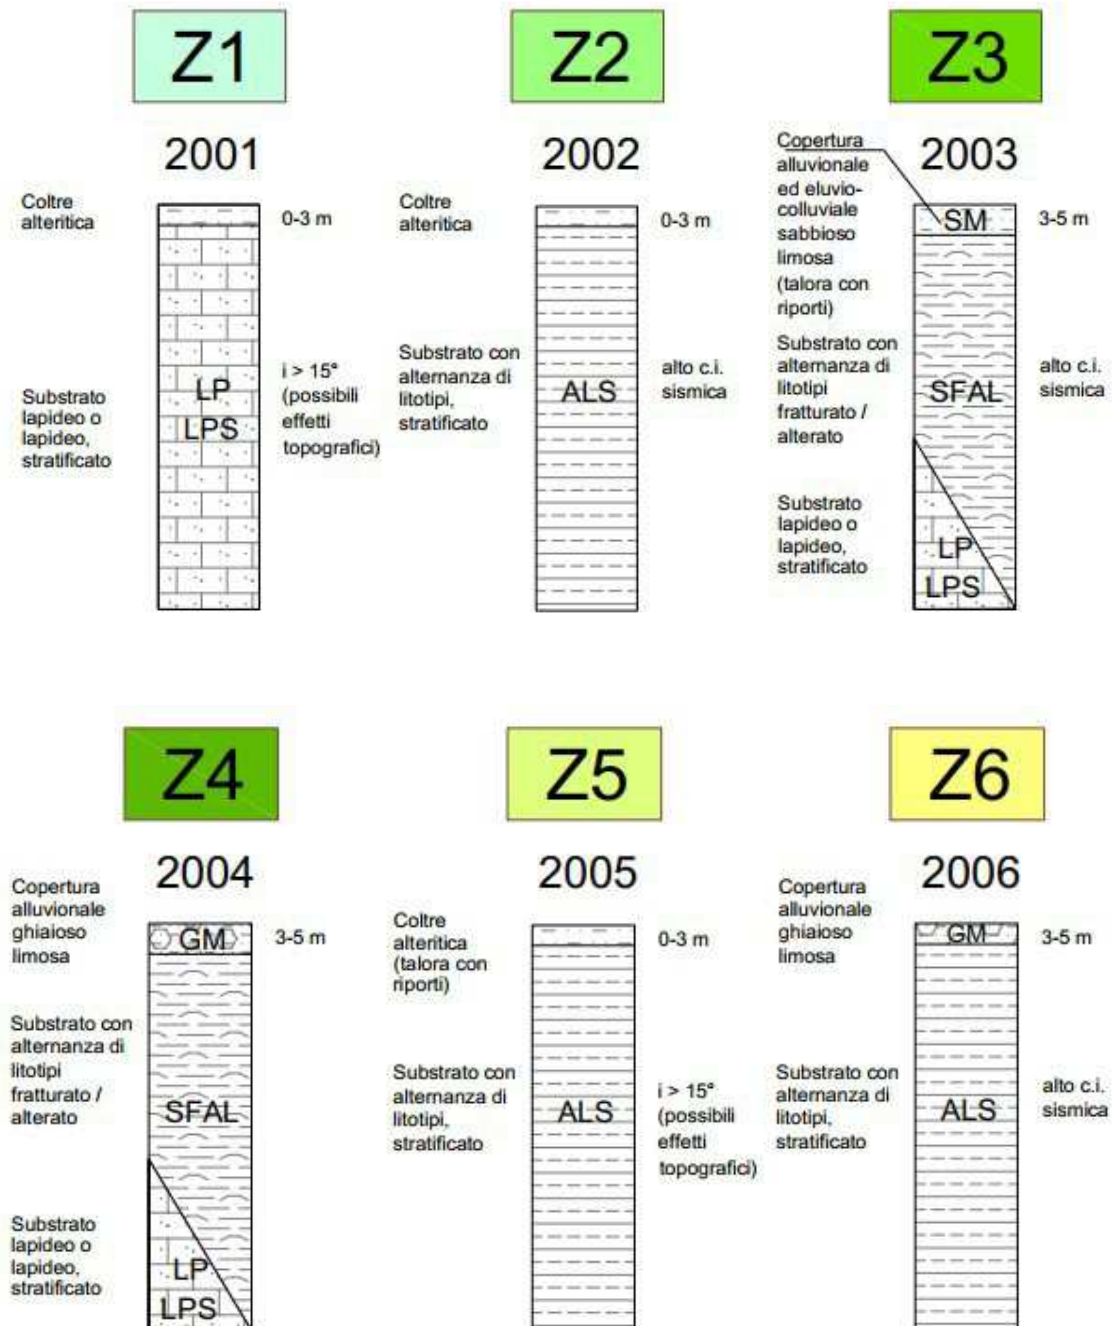 Z1
2001
Coltre
alteritica
0-3 m
Substrato
lapideo o
lapideo,
stratificato
LP
LPS
i > 15°
(possibili
effetti
topografici)
Z2
2002
Coltre
alteritica
0-3 m
Substrato con
alternanza di
litotipi,
stratificato
ALS
alto c.i.
sismica
Z3
2003
Copertura
alluvionale
ed eluvio-
colluviale
sabbioso
limosa
(talora con
riporti)
SM
3-5 m
Substrato con
alternanza di
litotipi
fratturato /
alterato
SFAL
alto c.i.
sismica
Substrato
lapideo o
lapideo,
stratificato
LP
LPS
Z4
2004
Copertura
alluvionale
ghiaioso
limosa
GM
3-5 m
Substrato con
alternanza di
litotipi
fratturato /
alterato
SFAL
Substrato
lapideo o
lapideo,
stratificato
LP
LPS
Z5
2005
Coltre
alteritica
(talora con
riporti)
0-3 m
Substrato con
alternanza di
litotipi,
stratificato
ALS
i > 15°
(possibili
effetti
topografici)
Z6
2006
Copertura
alluvionale
ghiaioso
limosa
GM
3-5 m
Substrato con
alternanza di
litotipi,
stratificato
ALS
alto c.i.
sismica